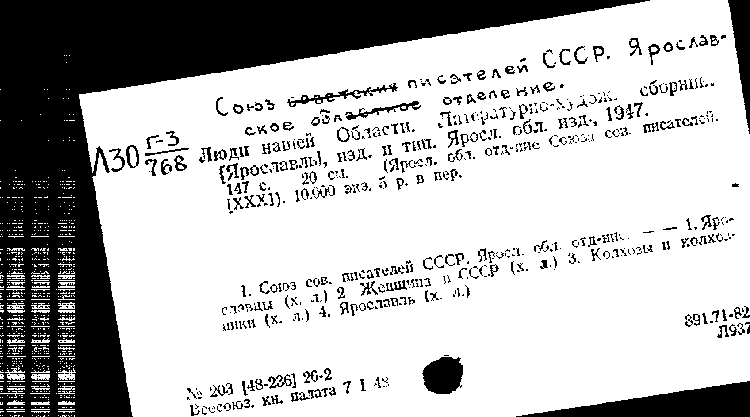 Союз советских писателей СССР. Ярослав-
ское областное отделение.
Л30 Г-3/768
Люди нашей Области. Литературно-худож. сборник.
[Ярославль], изд. и тип. Яросл. обл. изд., 1947.
147 с. 20 см. (Яросл. обл. отд-ние Союза сов. писателей.
[XXX]). 10.000 экз. 5 р. в пер.
1. Союз сов. писателей СССР. Яросл. обл. отд-ние. — — 1. Яро-
славцы (х. л.) 2. Женщина в СССР (х. л.) 3. Колхозы и колхоз-
ники (х. л.) 4. Ярославль (х. л.)
891.71-82
Л937
№ 203 [48-236] 26-2
Всесоюз. кн. палата 7 I 48